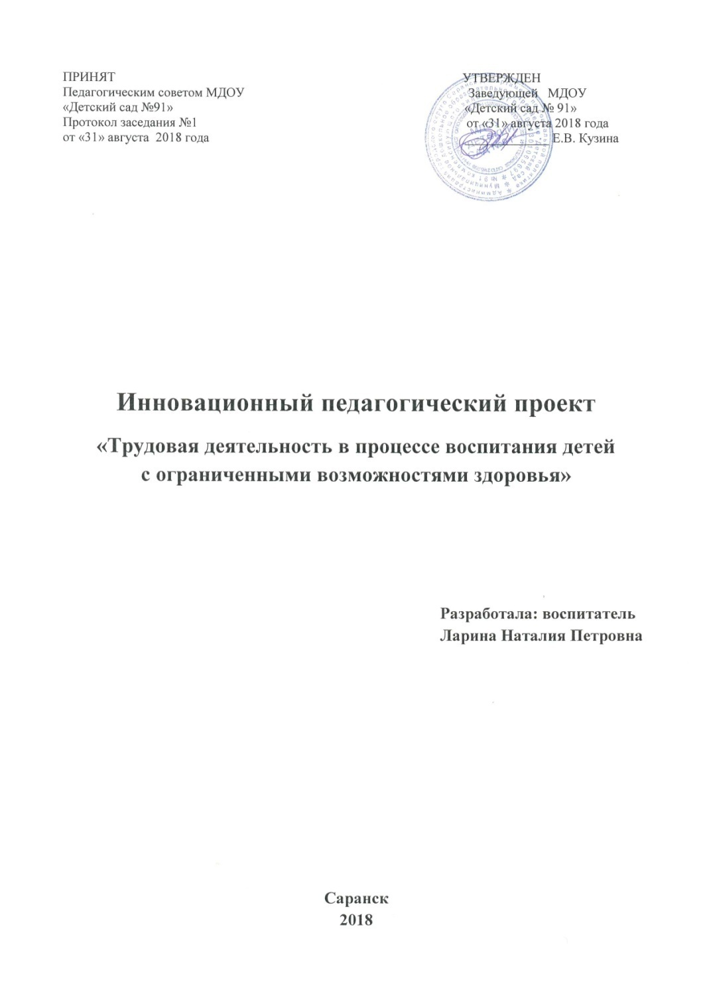 ПРИНЯТ
Педагогическим советом МДОУ
«Детский сад №91»
Протокол заседания №1
от «31» августа 2018 года
УТВЕРЖДЕН
Заведующей МДОУ
«Детский сад № 91»
от «31» августа 2018 года
Е.В. Кузина
Инновационный педагогический проект
«Трудовая деятельность в процессе воспитания детей
с ограниченными возможностями здоровья»
Разработала: воспитатель
Ларина Наталия Петровна
Саранск
2018